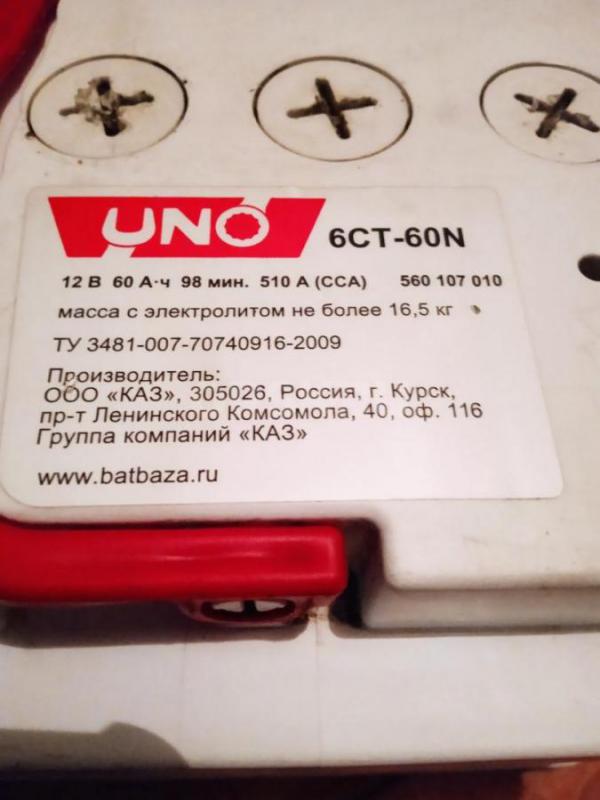 UNO 6СТ-60N
12 В 60 А·ч 98 мин. 510 А (ССА) 560 107 010
масса с электролитом не более 16,5 кг
ТУ 3481-007-70740916-2009
Производитель:
ООО «КАЗ», 305026, Россия, г. Курск,
пр-т Ленинского Комсомола, 40, оф. 116
Группа компаний «КАЗ»
www.batbaza.ru